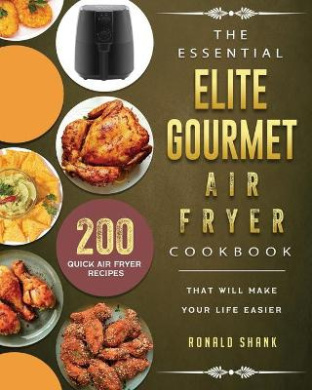 THE
ESSENTIAL
ELITE
GOURMET
AIR
FRYER
COOKBOOK
200
QUICK AIR FRYER
RECIPES
THAT WILL MAKE
YOUR LIFE EASIER
RONALD SHANK